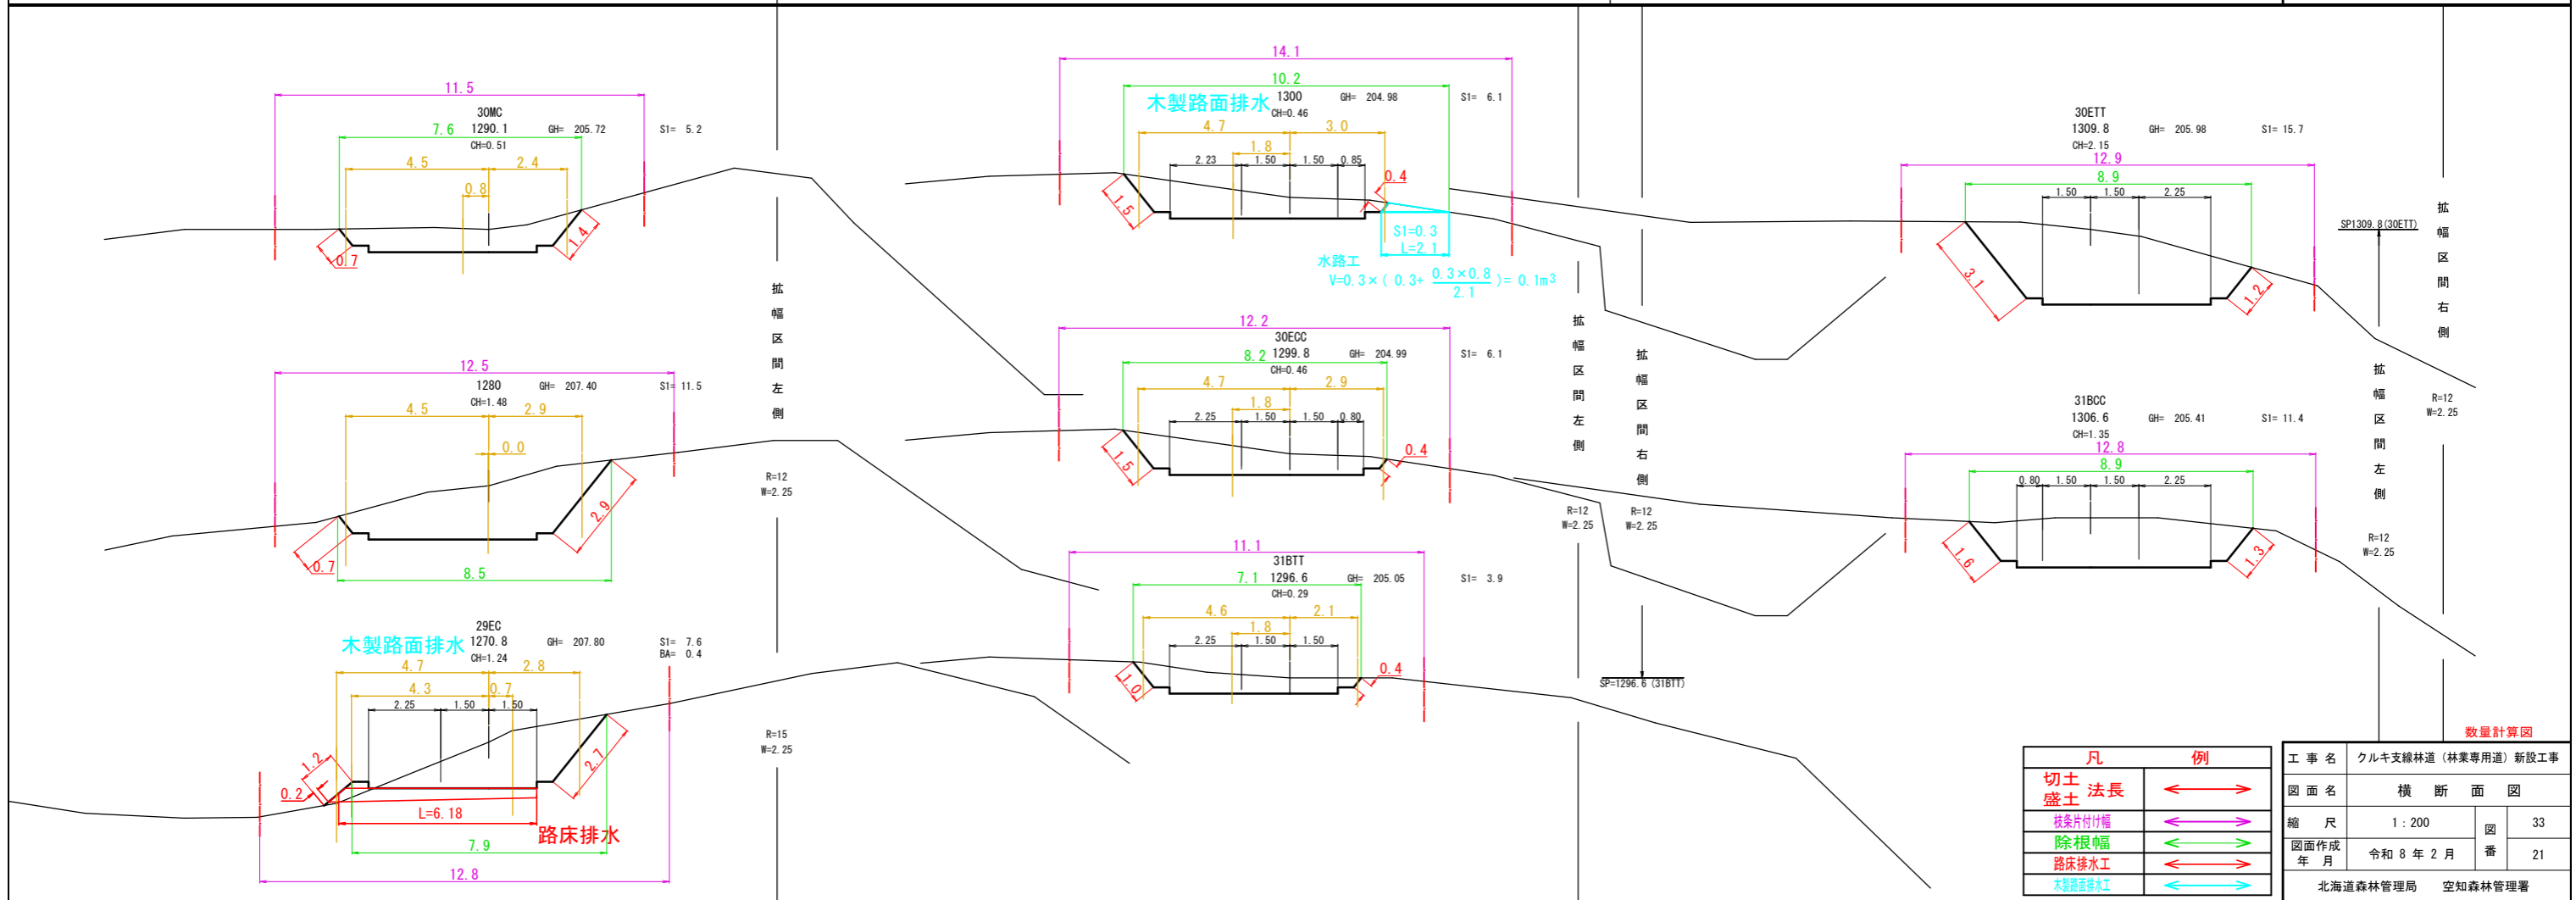 11.5
30MC
7.6 1290.1 GH= 205.72 S1= 5.2
CH=0.51
4.5 2.4
0.8
0.7
1.4
12.5
1280 GH= 207.40 S1= 11.5
CH=1.48
4.5 2.9
0.0
0.7
2.9
8.5
29EC
木製路面排水 1270.8 GH= 207.80 S1= 7.6
BA= 0.4
CH=1.24
4.7 2.8
4.3 0.7
2.25 1.50 1.50
1.2
0.2
2.7
L=6.18
路床排水
7.9
12.8
拡幅区間左側
R=12
W=2.25
R=15
W=2.25
14.1
10.2
木製路面排水 1300 GH= 204.98 S1= 6.1
CH=0.46
4.7 3.0
1.8
2.23 1.50 1.50 0.85
0.4
1.5
S1=0.3
L=2.1
水路工
V=0.3×( 0.3+ 0.3×0.8 )= 0.1m3
2.1
12.2
30ECC
8.2 1299.8 GH= 204.99 S1= 6.1
CH=0.46
4.7 2.9
1.8
2.25 1.50 1.50 0.80
0.4
1.5
11.1
31BTT
7.1 1296.6 GH= 205.05 S1= 3.9
CH=0.29
4.6 2.1
1.8
2.25 1.50 1.50
0.4
1.0
拡幅区間左側
R=12
W=2.25
拡幅区間右側
R=12
W=2.25
SP=1296.6 (31BTT)
30ETT
1309.8 GH= 205.98 S1= 15.7
CH=2.15
12.9
8.9
1.50 1.50 2.25
3.1
1.2
31BCC
1306.6 GH= 205.41 S1= 11.4
CH=1.35
12.8
8.9
0.80 1.50 1.50 2.25
1.6
1.3
SP1309.8(30ETT)
拡幅区間右側
R=12
W=2.25
拡幅区間左側
R=12
W=2.25
凡 例
切土
盛土 法長
枝条片付け幅
除根幅
路床排水工
木製路面排水工
数量計算図
工事名 クルキ支線林道（林業専用道）新設工事
図面名 横断面図
縮尺 1：200 図番 33
図面作成年月 令和 8 年 2 月 21
北海道森林管理局 空知森林管理署